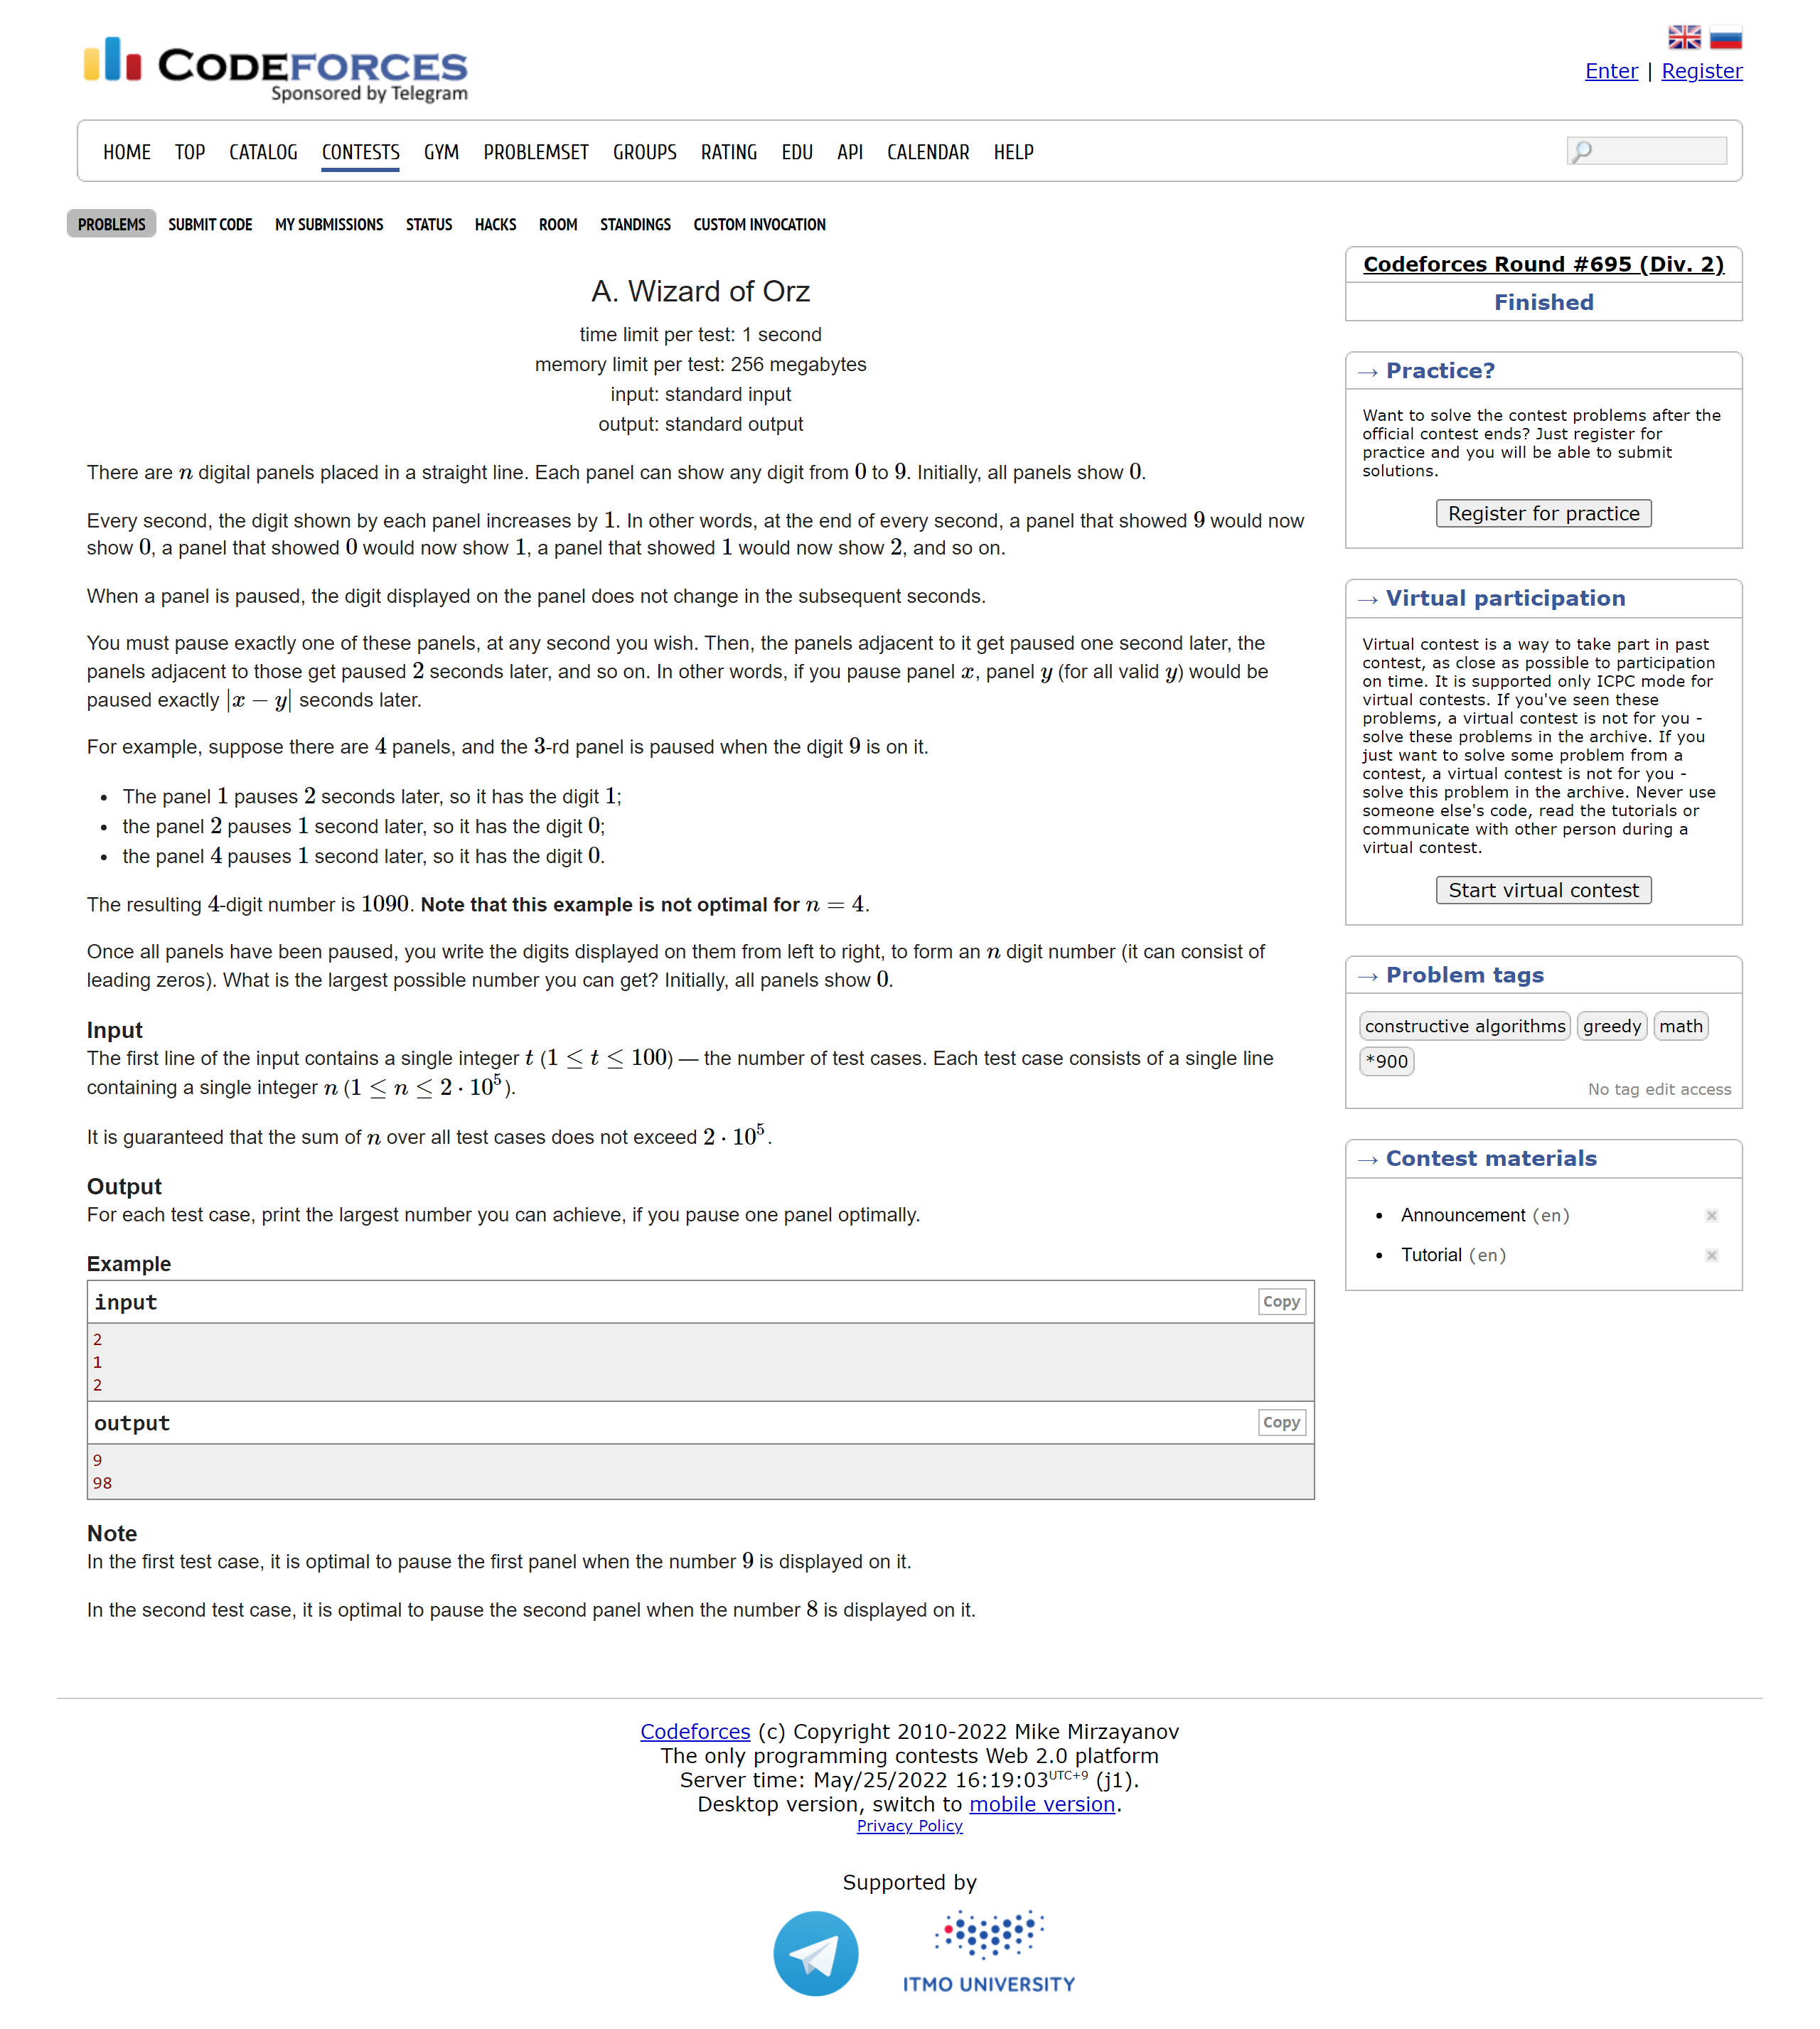 CODEFORCES
Sponsored by Telegram
Enter | Register
HOME TOP CATALOG CONTESTS GYM PROBLEMSET GROUPS RATING EDU API CALENDAR HELP
PROBLEMS SUBMIT CODE MY SUBMISSIONS STATUS HACKS ROOM STANDINGS CUSTOM INVOCATION
A. Wizard of Orz
time limit per test: 1 second
memory limit per test: 256 megabytes
input: standard input
output: standard output
There are n digital panels placed in a straight line. Each panel can show any digit from 0 to 9. Initially, all panels show 0.
Every second, the digit shown by each panel increases by 1. In other words, at the end of every second, a panel that showed 9 would now
show 0, a panel that showed 0 would now show 1, a panel that showed 1 would now show 2, and so on.
When a panel is paused, the digit displayed on the panel does not change in the subsequent seconds.
You must pause exactly one of these panels, at any second you wish. Then, the panels adjacent to it get paused one second later, the
panels adjacent to those get paused 2 seconds later, and so on. In other words, if you pause panel x, panel y (for all valid y) would be
paused exactly |x − y| seconds later.
For example, suppose there are 4 panels, and the 3-rd panel is paused when the digit 9 is on it.
• The panel 1 pauses 2 seconds later, so it has the digit 1;
• the panel 2 pauses 1 second later, so it has the digit 0;
• the panel 4 pauses 1 second later, so it has the digit 0.
The resulting 4-digit number is 1090. Note that this example is not optimal for n = 4.
Once all panels have been paused, you write the digits displayed on them from left to right, to form an n digit number (it can consist of
leading zeros). What is the largest possible number you can get? Initially, all panels show 0.
Input
The first line of the input contains a single integer t (1 ≤ t ≤ 100) — the number of test cases. Each test case consists of a single line
containing a single integer n (1 ≤ n ≤ 2 · 10^5).
It is guaranteed that the sum of n over all test cases does not exceed 2 · 10^5.
Output
For each test case, print the largest number you can achieve, if you pause one panel optimally.
Example
input
Copy
2
1
2
output
Copy
9
98
Note
In the first test case, it is optimal to pause the first panel when the number 9 is displayed on it.
In the second test case, it is optimal to pause the second panel when the number 8 is displayed on it.
Codeforces Round #695 (Div. 2)
Finished
→ Practice?
Want to solve the contest problems after the
official contest ends? Just register for
practice and you will be able to submit
solutions.
Register for practice
→ Virtual participation
Virtual contest is a way to take part in past
contest, as close as possible to participation
on time. It is supported only ICPC mode for
virtual contests. If you've seen these
problems, a virtual contest is not for you -
solve these problems in the archive. If you
just want to solve some problem from a
contest, a virtual contest is not for you -
solve this problem in the archive. Never use
someone else's code, read the tutorials or
communicate with other person during a
virtual contest.
Start virtual contest
→ Problem tags
constructive algorithms greedy math
*900
No tag edit access
→ Contest materials
• Announcement (en)
• Tutorial (en)
Codeforces (c) Copyright 2010-2022 Mike Mirzayanov
The only programming contests Web 2.0 platform
Server time: May/25/2022 16:19:03 UTC+9 (j1).
Desktop version, switch to mobile version.
Privacy Policy
Supported by
ITMO UNIVERSITY